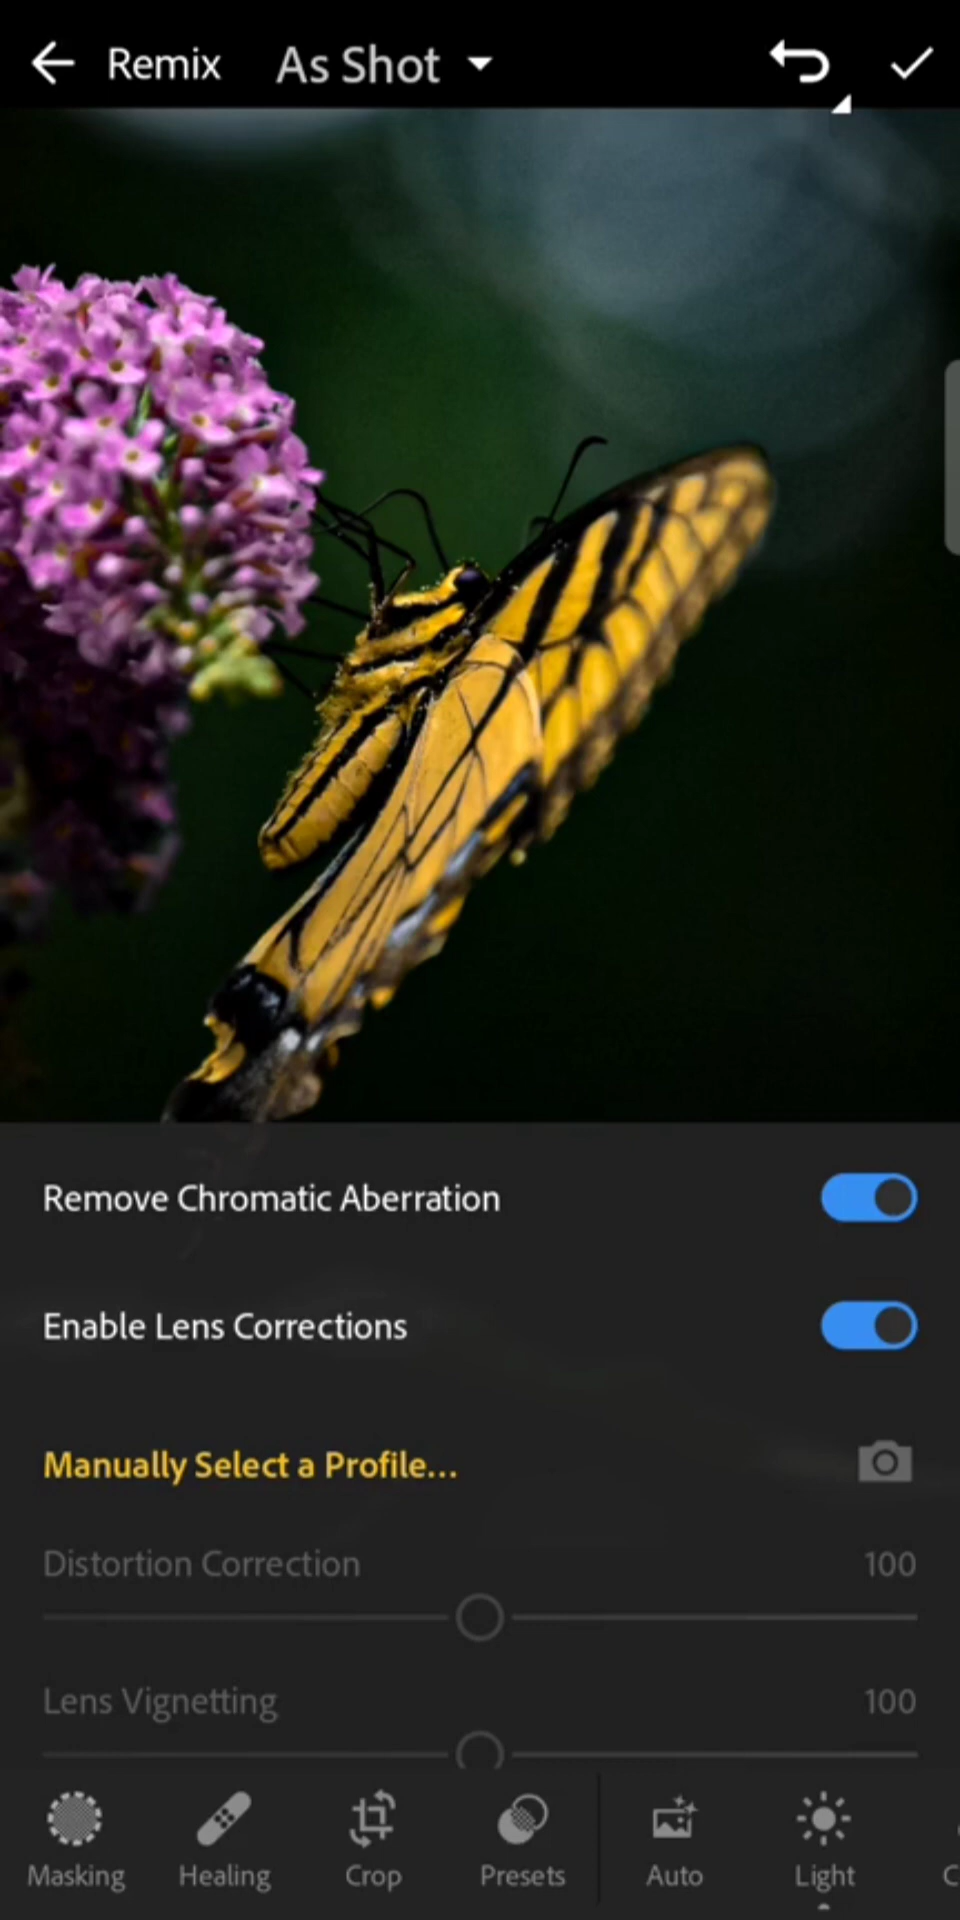 Remix As Shot
Remove Chromatic Aberration
Enable Lens Corrections
Manually Select a Profile...
Distortion Correction 100
Lens Vignetting 100
Masking Healing Crop Presets Auto Light